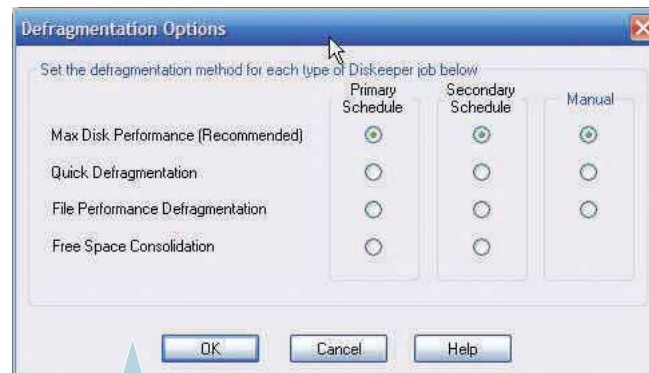 Defragmentation Options
Set the defragmentation method for each type of Diskeeper job below
Primary Schedule
Secondary Schedule
Manual
Max Disk Performance (Recommended)
Quick Defragmentation
File Performance Defragmentation
Free Space Consolidation
OK
Cancel
Help